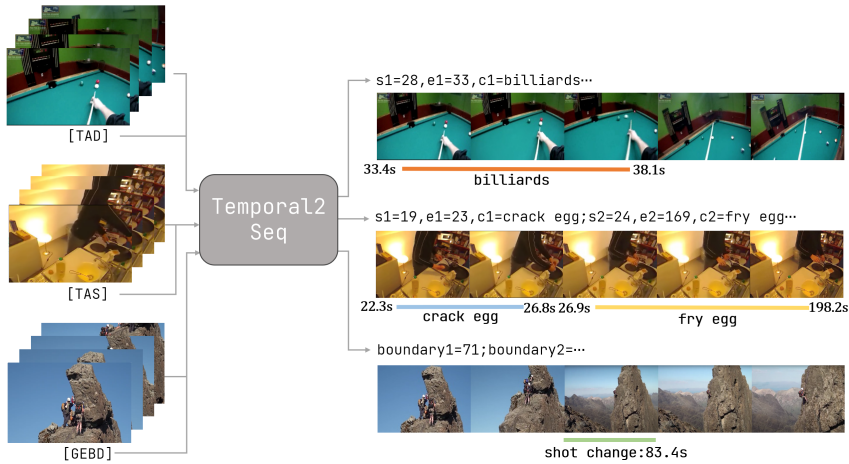 [TAD]
[TAS]
[GEBD]
Temporal2
Seq
s1=28,e1=33,c1=billiards⋯
33.4s
38.1s
billiards
s1=19,e1=23,c1=crack egg;s2=24,e2=169,c2=fry egg⋯
22.3s
26.8s
26.9s
198.2s
crack egg
fry egg
boundary1=71;boundary2=⋯
shot change:83.4s